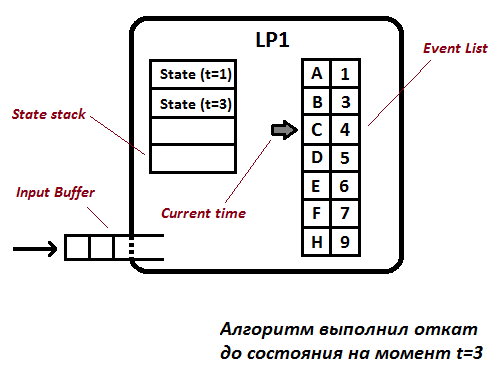 LP1
Event List
State (t=1)
State (t=3)
State stack
A 1
B 3
C 4
D 5
E 6
F 7
H 9
Input Buffer
Current time
Алгоритм выполнил откат
до состояния на момент t=3